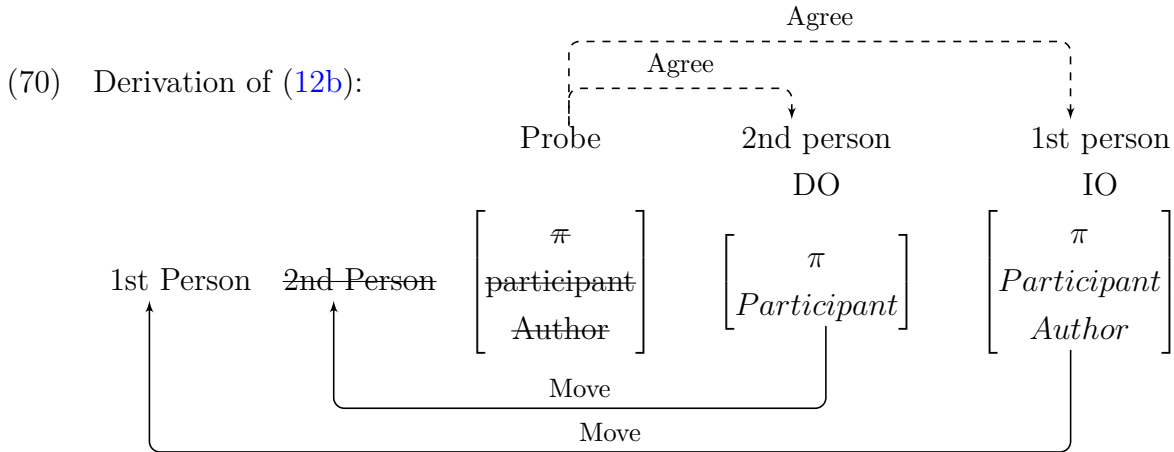 Agree
Agree
(70) Derivation of (12b):
Probe 2nd person 1st person
DO IO
1st Person 2nd Person
π
participant
Author
π
Participant
π
Participant
Author
Move
Move